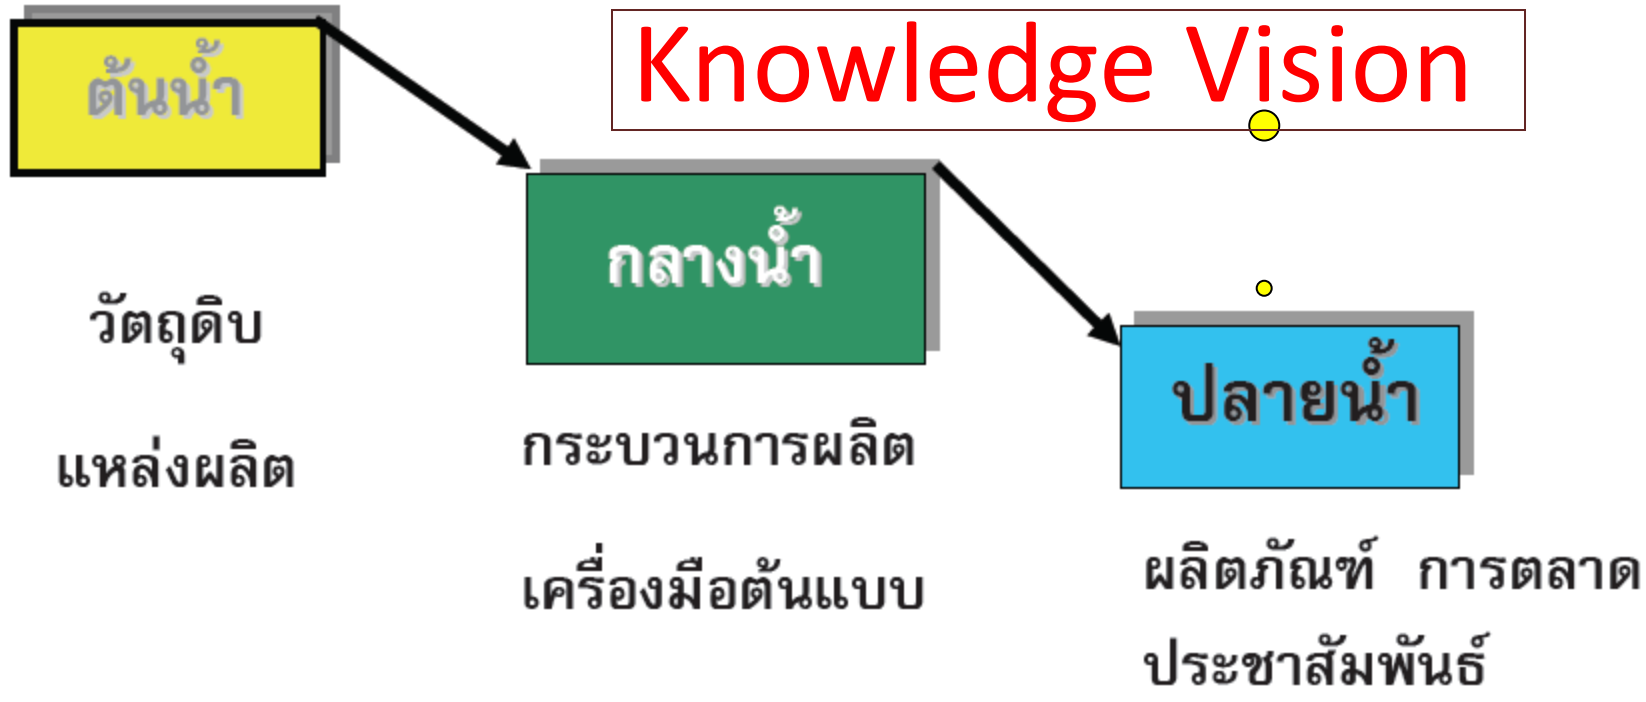 Knowledge Vision
ต้นน้ำ
วัตถุดิบ
แหล่งผลิต
กลางน้ำ
กระบวนการผลิต
เครื่องมือต้นแบบ
ปลายน้ำ
ผลิตภัณฑ์ การตลาด
ประชาสัมพันธ์